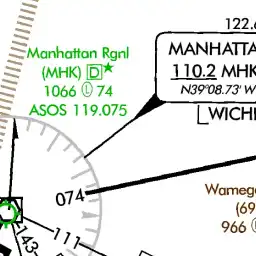 122.
Manhattan Rgnl
(MHK) D★
1066 Ⓛ 74
ASOS 119.075
MANHATTA
110.2 MHK
N39°08.73' W
WICH
074
Wameg
(69
966 Ⓛ
111
143